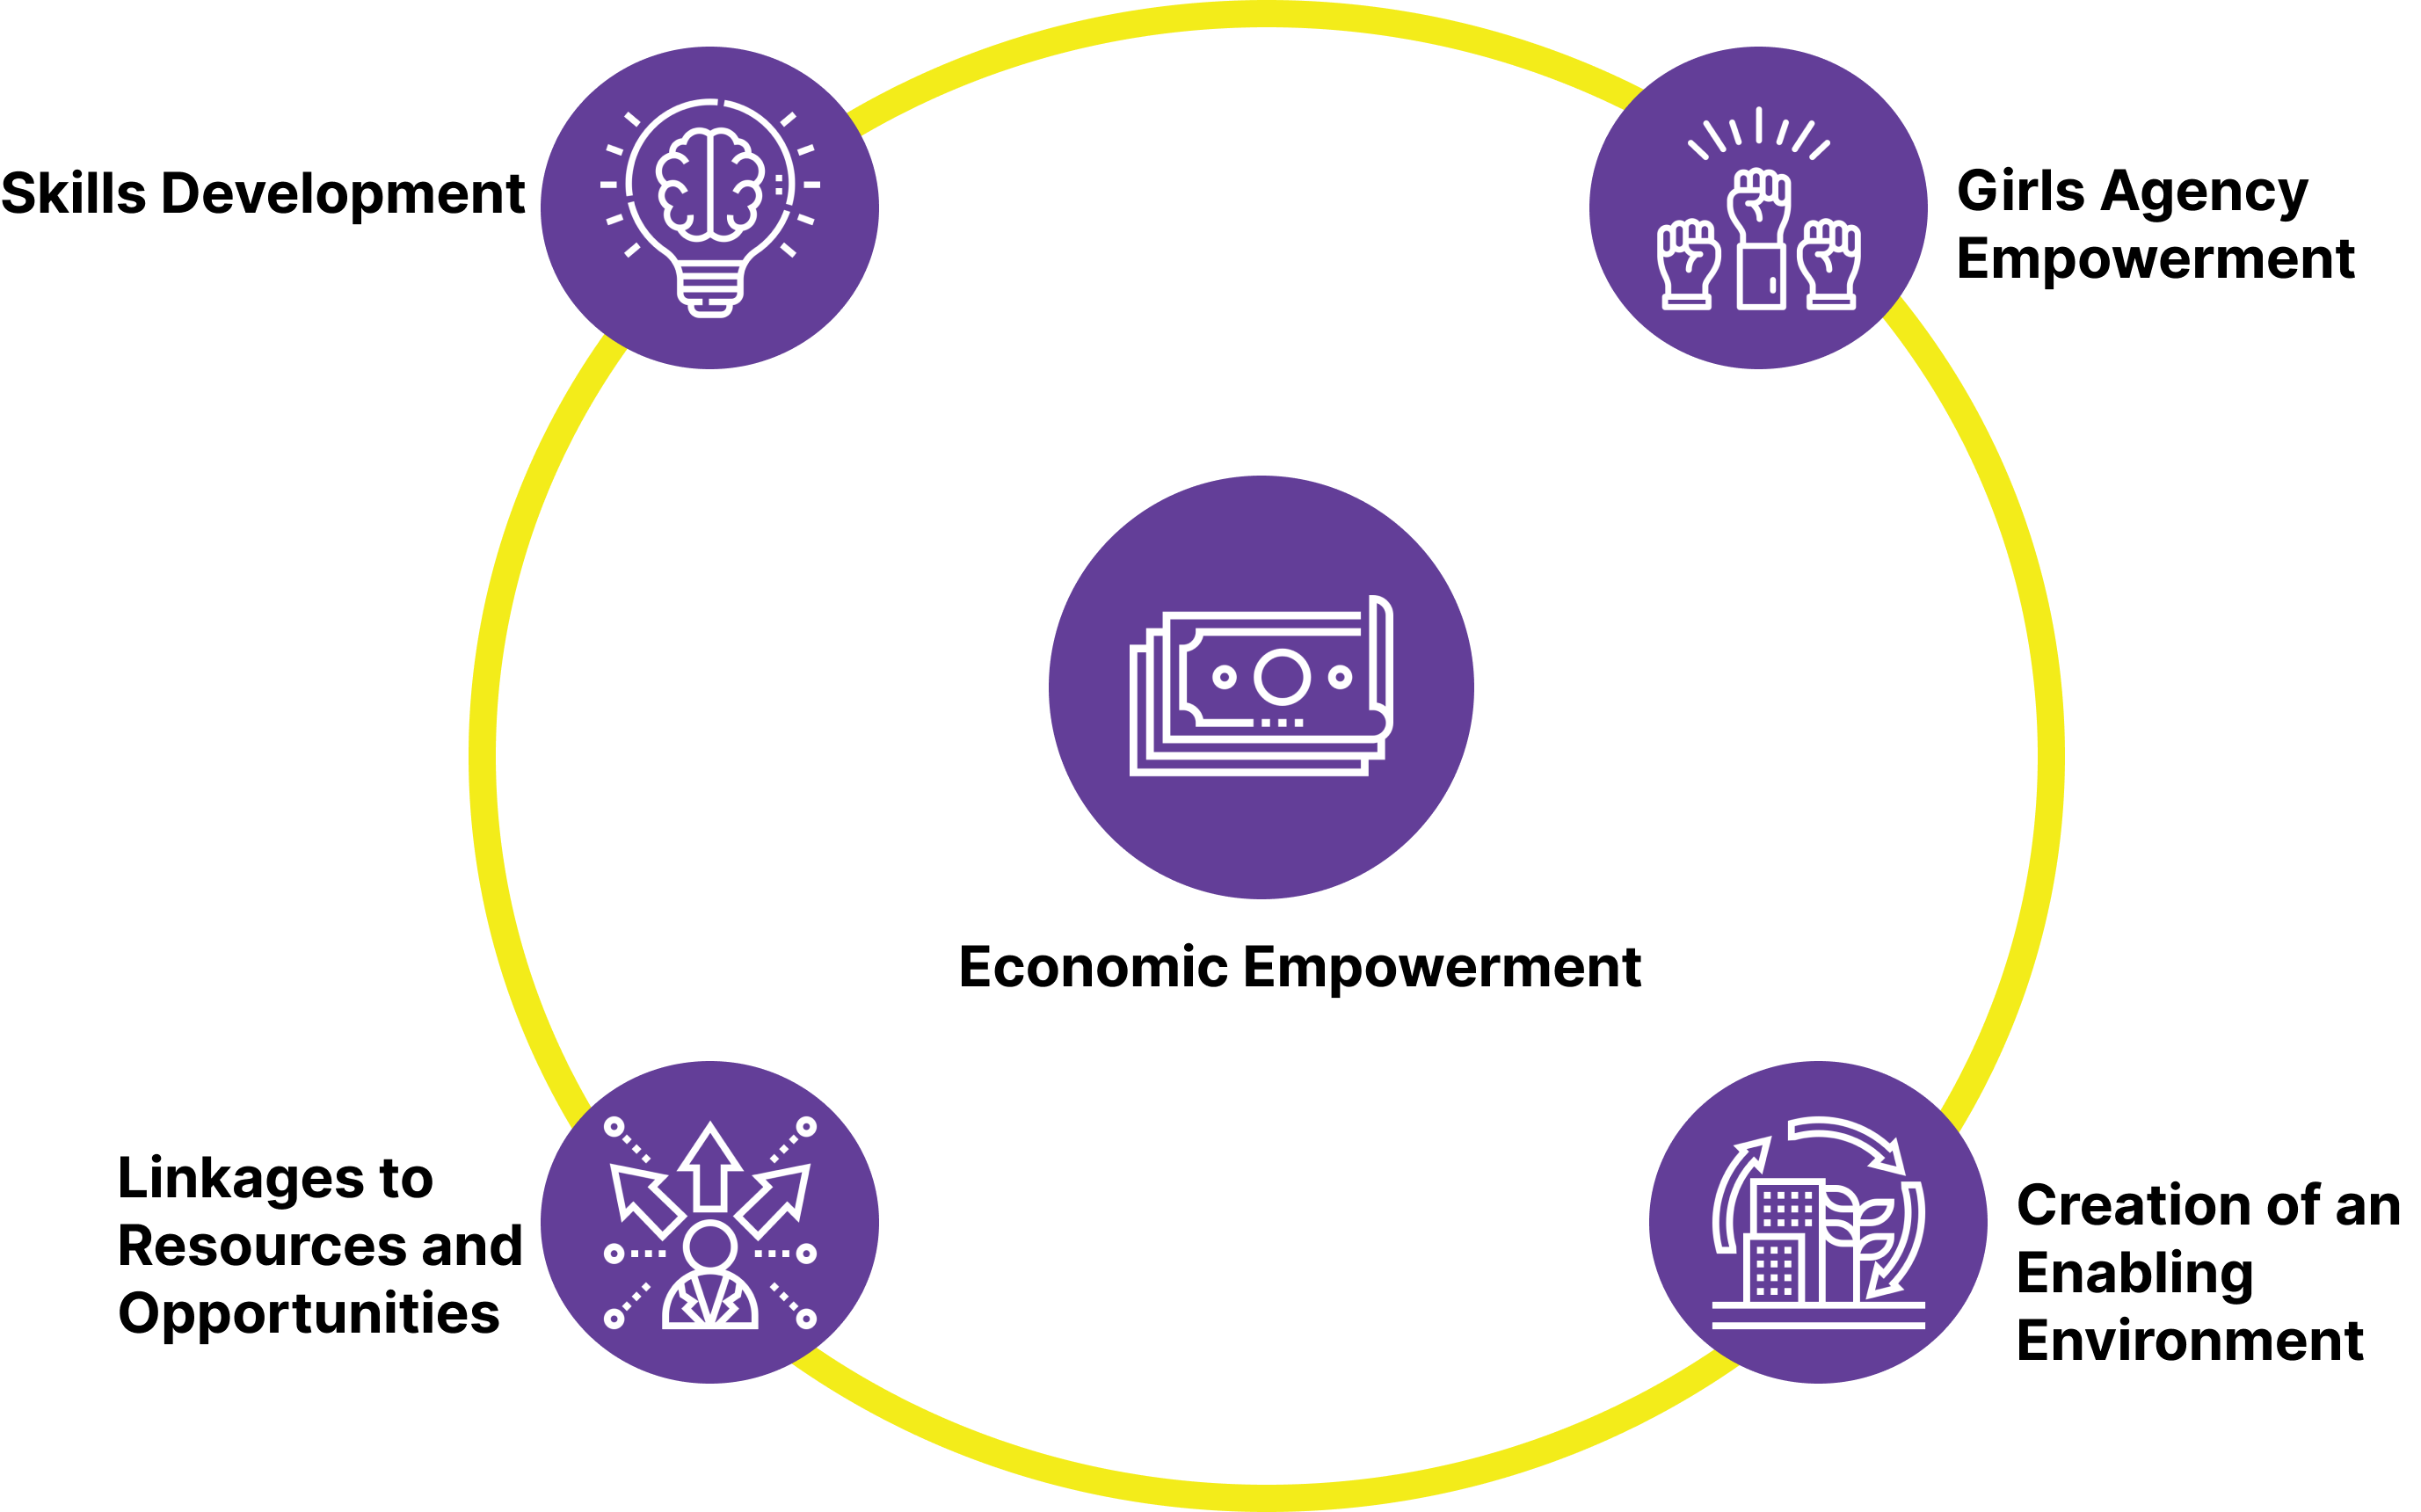 Skills Development
Girls Agency
Empowerment
Economic Empowerment
Linkages to
Resources and
Opportunities
Creation of an
Enabling
Environment